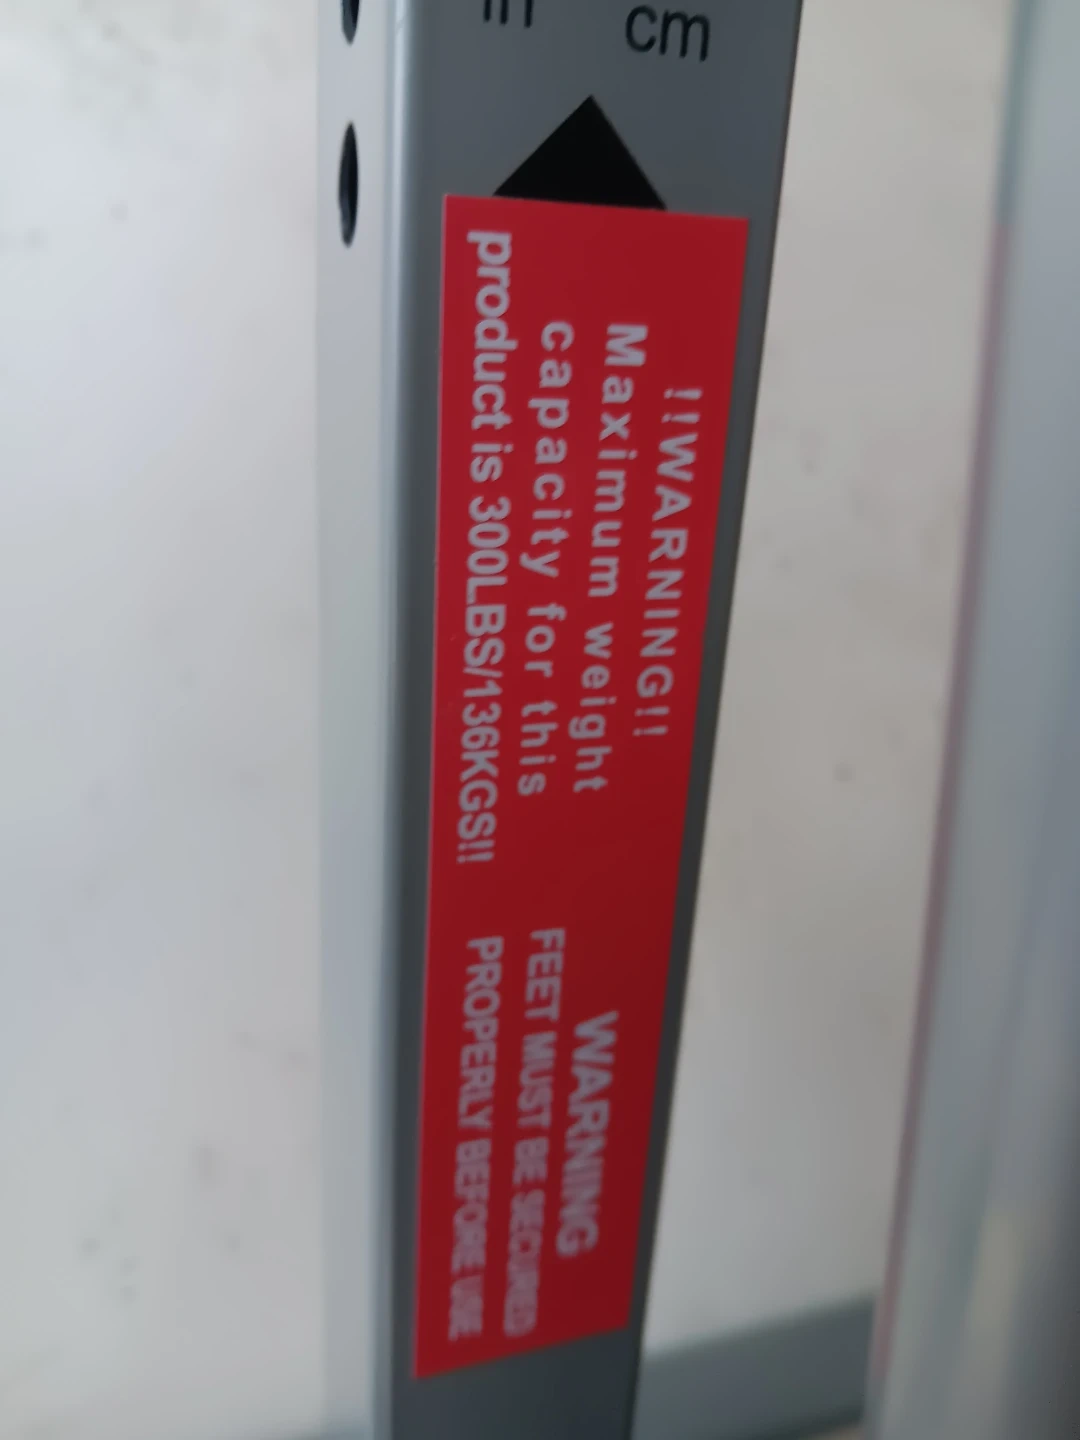 in cm
!!WARNING!!
Maximum weight
capacity for this
product is 300LBS/136KGS!!
WARNING
FEET MUST BE SECURED
PROPERLY BEFORE USE